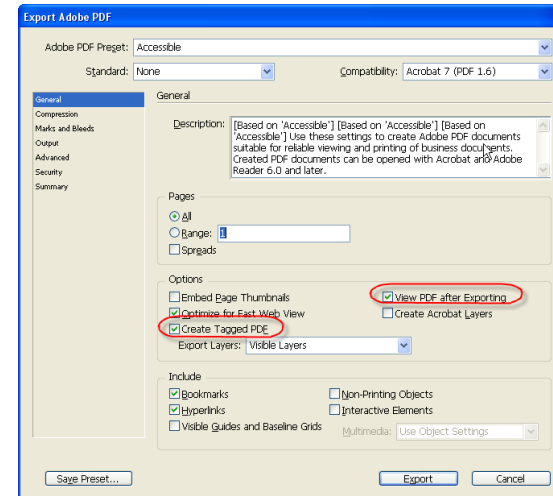 Export Adobe PDF
Adobe PDF Preset: Accessible
Standard: None Compatibility: Acrobat 7 (PDF 1.6)
General
Compression
Marks and Bleeds
Output
Advanced
Security
Summary
General
Description: [Based on 'Accessible'] [Based on 'Accessible'] [Based on
'Accessible'] Use these settings to create Adobe PDF documents
suitable for reliable viewing and printing of business documents.
Created PDF documents can be opened with Acrobat and Adobe
Reader 6.0 and later.
Pages
All
Range: 1
Spreads
Options
Embed Page Thumbnails View PDF after Exporting
Optimize for Fast Web View Create Acrobat Layers
Create Tagged PDF
Export Layers: Visible Layers
Include
Bookmarks Non-Printing Objects
Hyperlinks Interactive Elements
Visible Guides and Baseline Grids Multimedia: Use Object Settings
Save Preset... Export Cancel